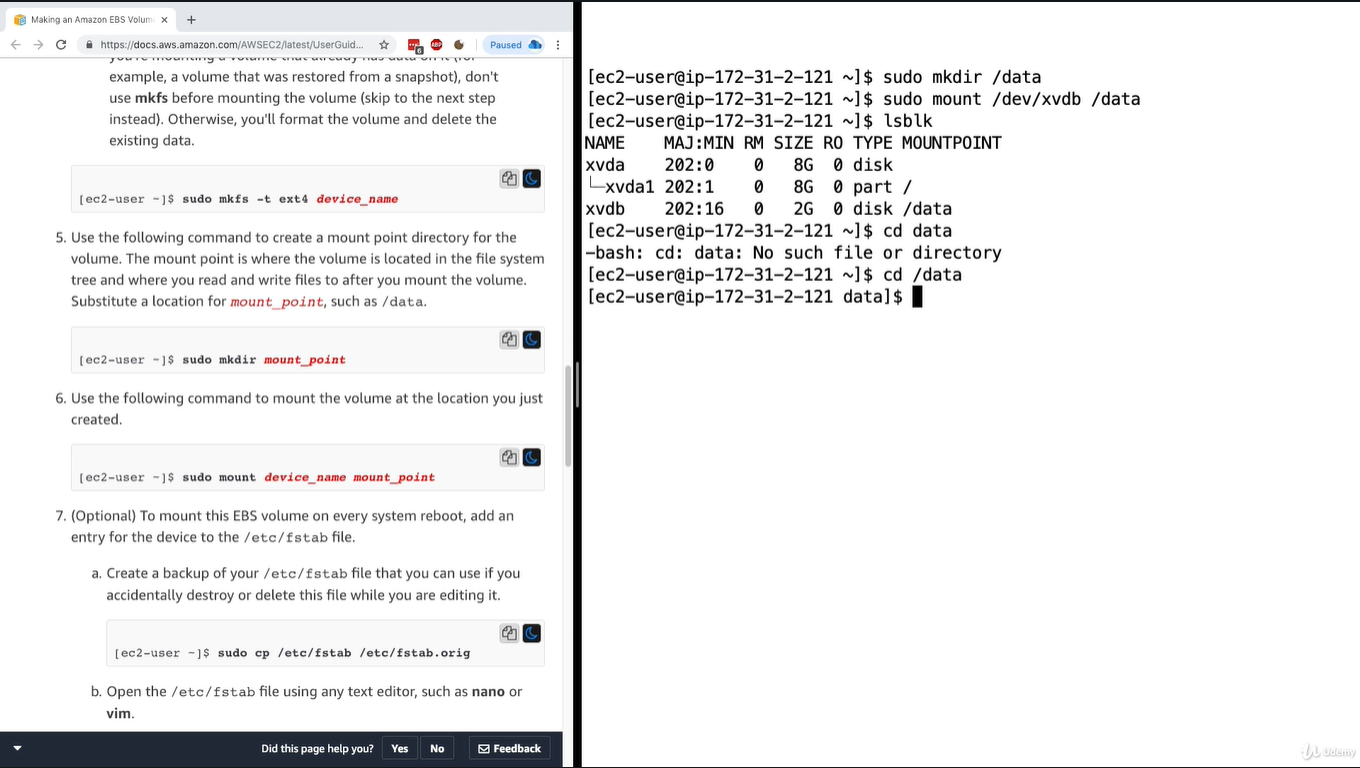 Making an Amazon EBS Volum
https://docs.aws.amazon.com/AWSEC2/latest/UserGuid...
6
ABP
Paused
example, a volume that was restored from a snapshot), don't
use mkfs before mounting the volume (skip to the next step
instead). Otherwise, you'll format the volume and delete the
existing data.
[ec2-user ~]$ sudo mkfs -t ext4 device_name
5. Use the following command to create a mount point directory for the
volume. The mount point is where the volume is located in the file system
tree and where you read and write files to after you mount the volume.
Substitute a location for mount_point, such as /data.
[ec2-user ~]$ sudo mkdir mount_point
6. Use the following command to mount the volume at the location you just
created.
[ec2-user ~]$ sudo mount device_name mount_point
7. (Optional) To mount this EBS volume on every system reboot, add an
entry for the device to the /etc/fstab file.
a. Create a backup of your /etc/fstab file that you can use if you
accidentally destroy or delete this file while you are editing it.
[ec2-user ~]$ sudo cp /etc/fstab /etc/fstab.orig
b. Open the /etc/fstab file using any text editor, such as nano or
vim.
Did this page help you? Yes No Feedback
[ec2-user@ip-172-31-2-121 ~]$ sudo mkdir /data
[ec2-user@ip-172-31-2-121 ~]$ sudo mount /dev/xvdb /data
[ec2-user@ip-172-31-2-121 ~]$ lsblk
NAME    MAJ:MIN RM SIZE RO TYPE MOUNTPOINT
xvda    202:0    0   8G  0 disk
└─xvda1 202:1    0   8G  0 part /
xvdb    202:16   0   2G  0 disk /data
[ec2-user@ip-172-31-2-121 ~]$ cd data
-bash: cd: data: No such file or directory
[ec2-user@ip-172-31-2-121 ~]$ cd /data
[ec2-user@ip-172-31-2-121 data]$
Udemy